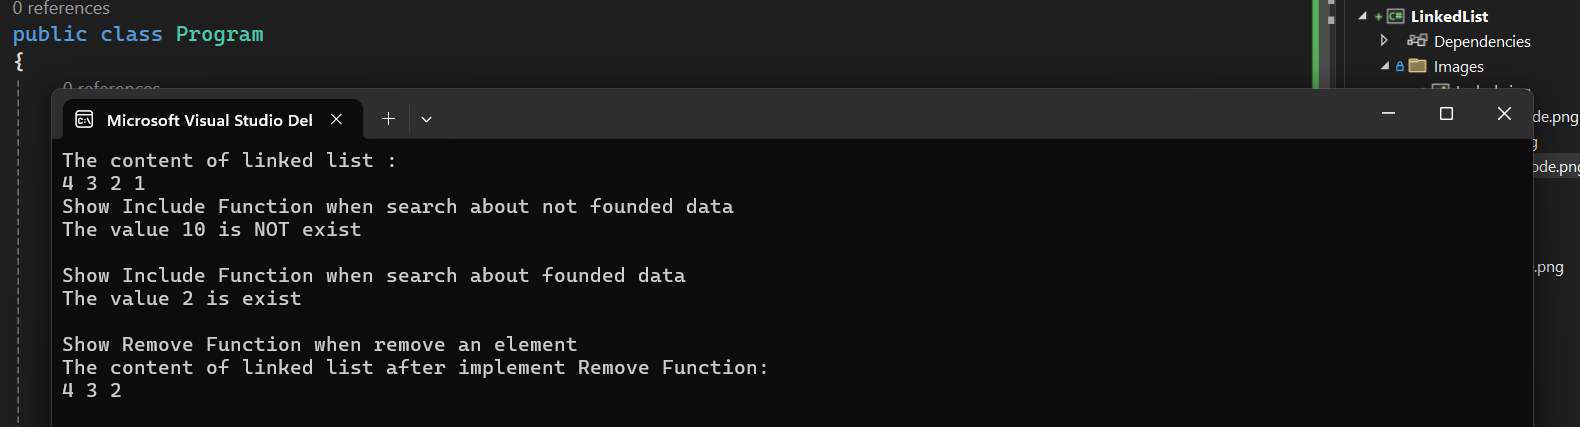 0 references
public class Program
{
0 references
LinkedList
Dependencies
Images
de.png
ode.png
.png
Microsoft Visual Studio Del
The content of linked list :
4 3 2 1
Show Include Function when search about not founded data
The value 10 is NOT exist
Show Include Function when search about founded data
The value 2 is exist
Show Remove Function when remove an element
The content of linked list after implement Remove Function:
4 3 2